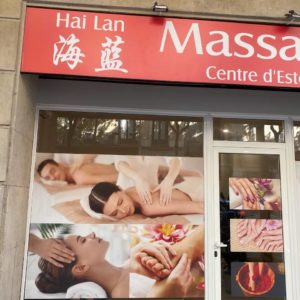 Hai Lan
海蓝
Massa
Centre d'Est